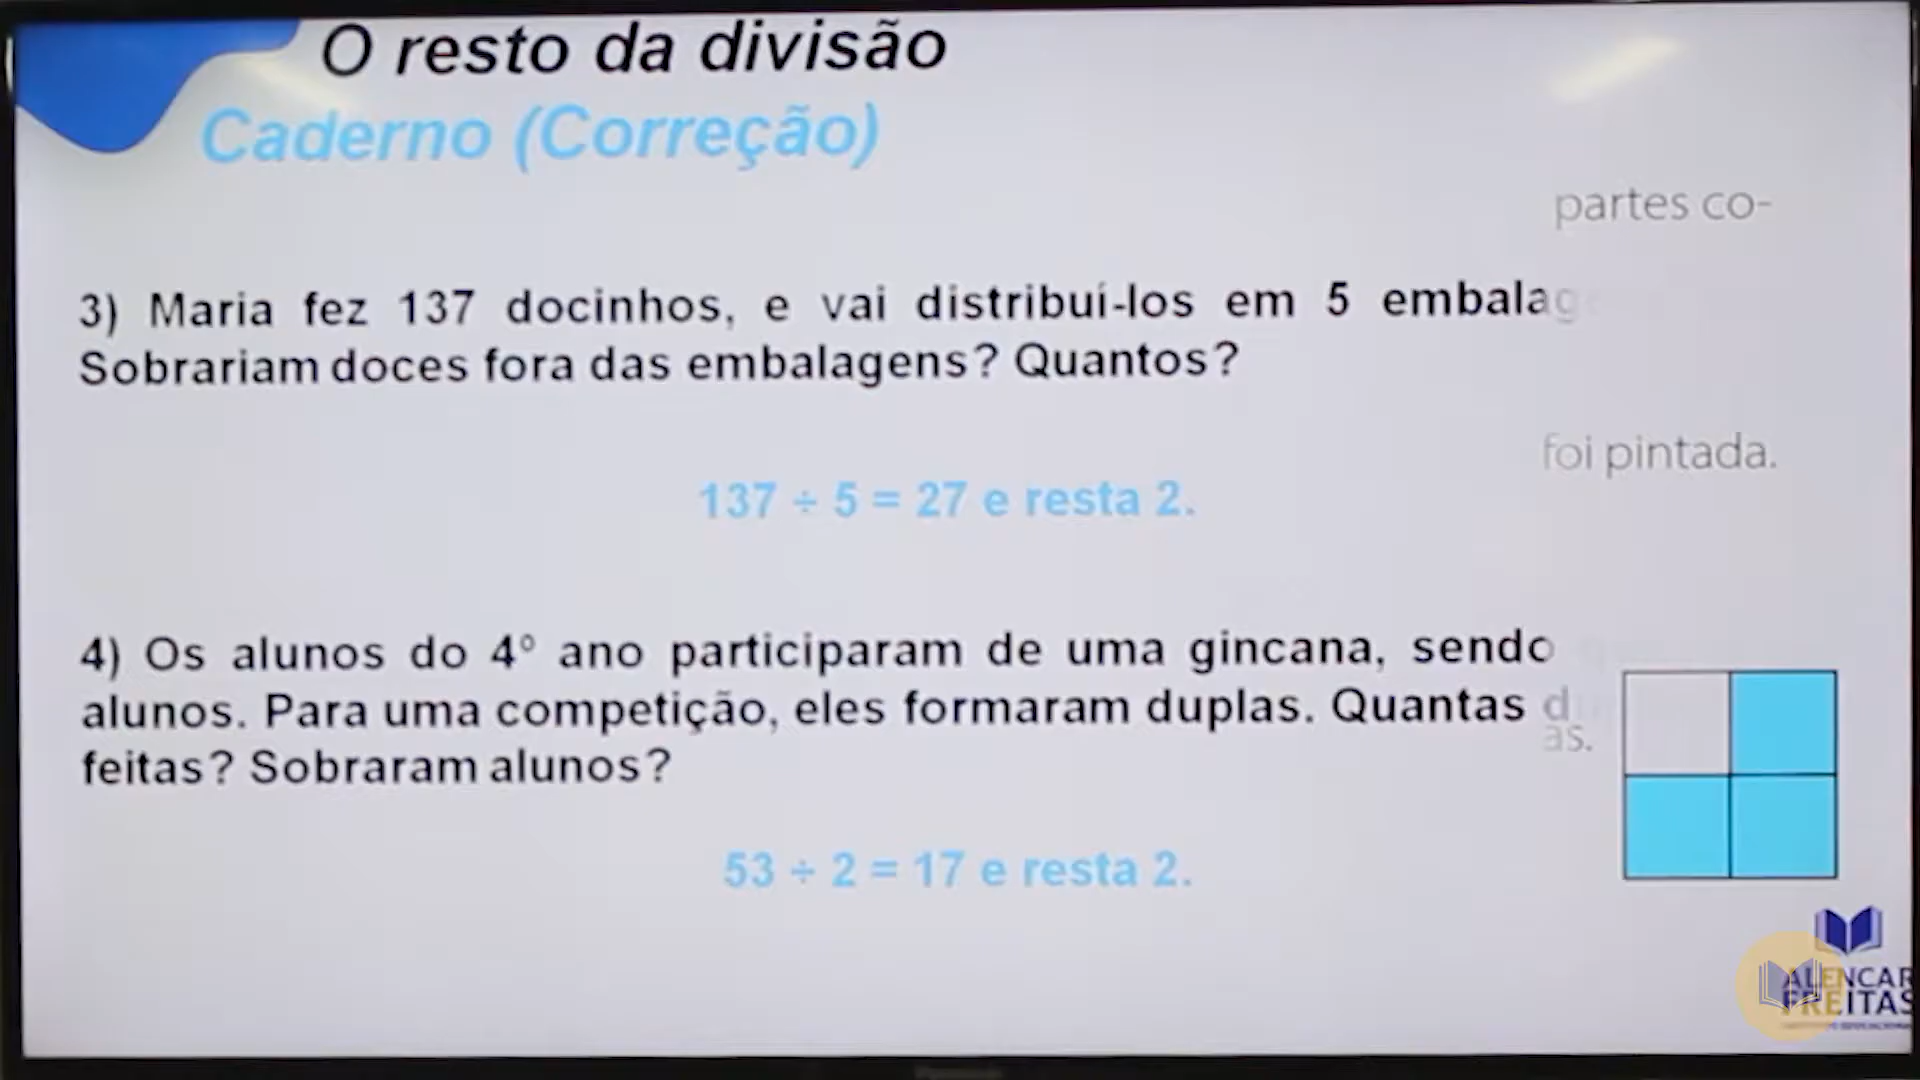 O resto da divisão
Caderno (Correção)
partes co-
3) Maria fez 137 docinhos, e vai distribuí-los em 5 embalag
Sobrariam doces fora das embalagens? Quantos?
foi pintada.
137 ÷ 5 = 27 e resta 2.
4) Os alunos do 4º ano participaram de uma gincana, sendo
alunos. Para uma competição, eles formaram duplas. Quantas d
as.
feitas? Sobraram alunos?
53 ÷ 2 = 17 e resta 2.
ALENCAR
FREITAS